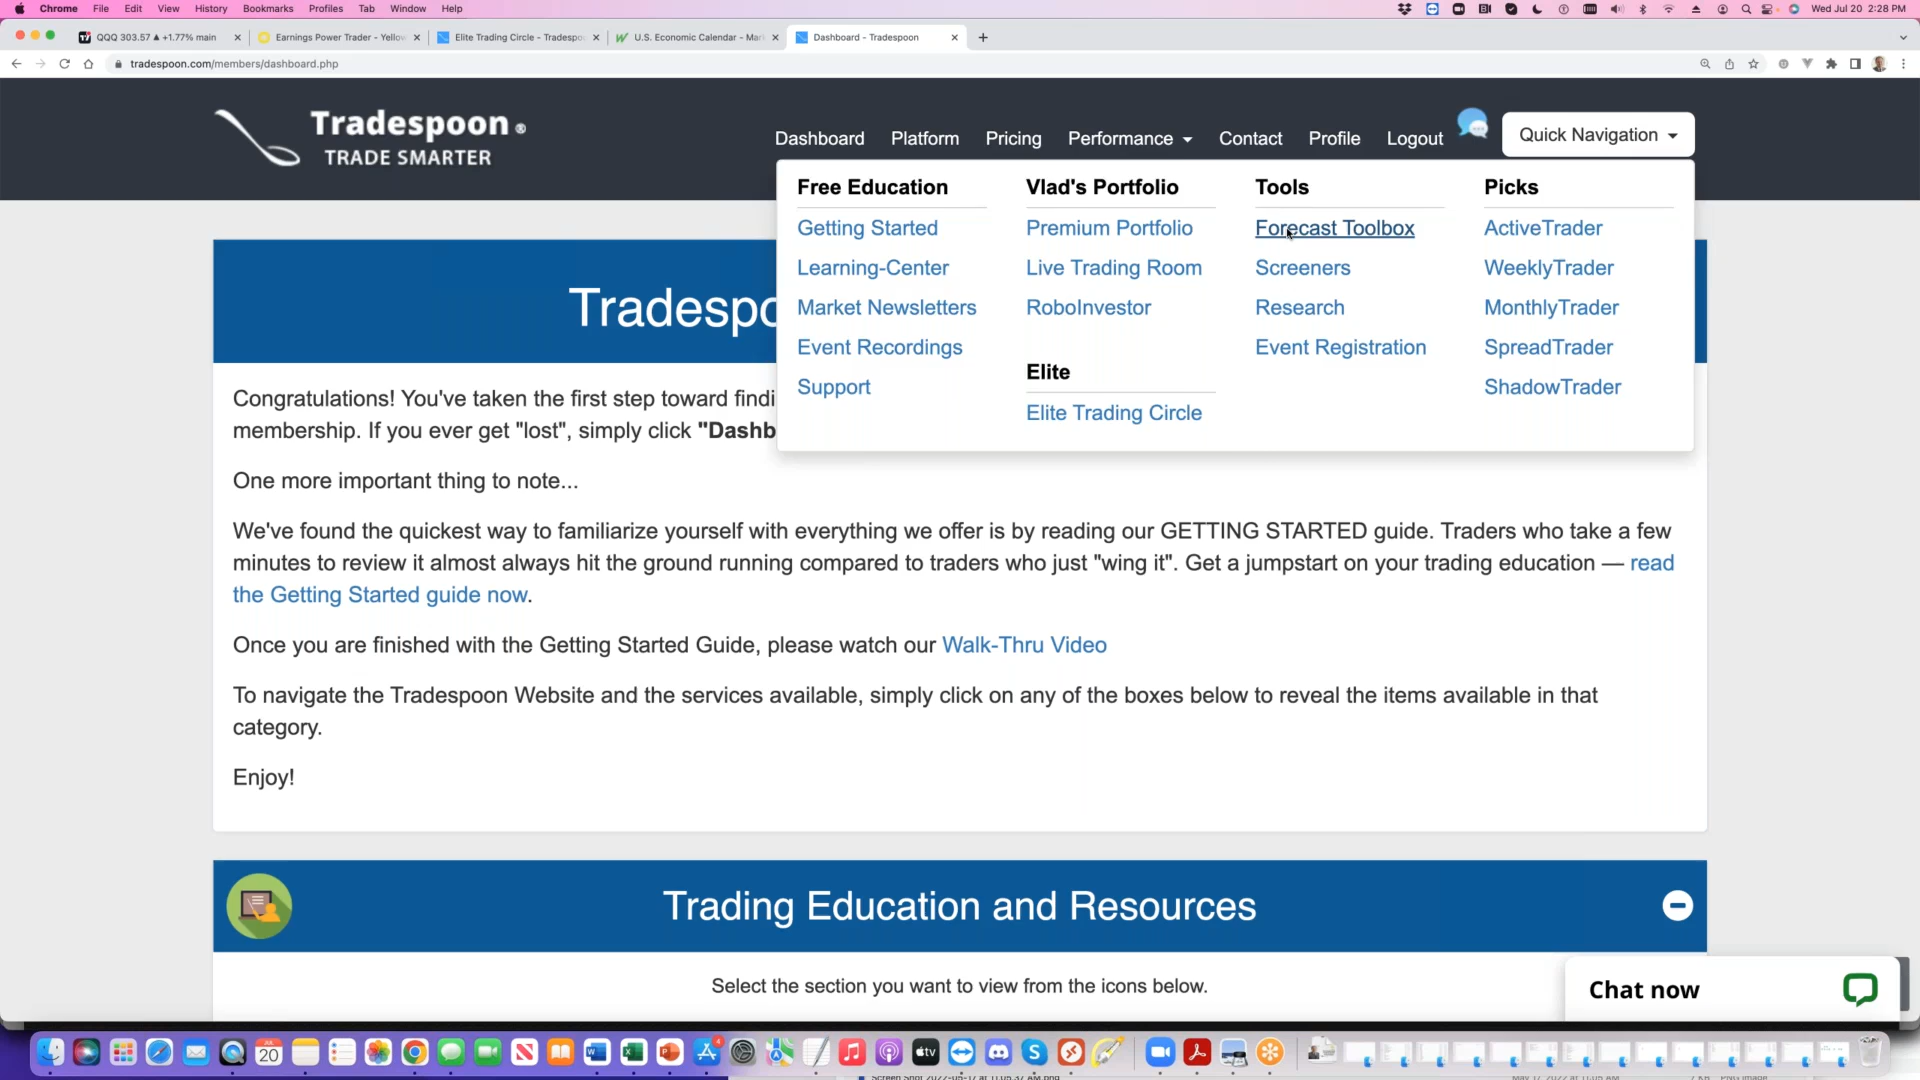 Chrome File Edit View History Bookmarks Profiles Tab Window Help Wed Jul 20 2:28 PM
QQQ 303.57 ▲ +1.77% main Earnings Power Trader - Yellow Elite Trading Circle - Tradespo U.S. Economic Calendar - Mar Dashboard - Tradespoon
tradespoon.com/members/dashboard.php
Tradespoon®
TRADE SMARTER
Dashboard Platform Pricing Performance Contact Profile Logout Quick Navigation
Free Education Vlad's Portfolio Tools Picks
Getting Started Premium Portfolio Forecast Toolbox ActiveTrader
Learning-Center Live Trading Room Screeners WeeklyTrader
Market Newsletters RoboInvestor Research MonthlyTrader
Event Recordings Event Registration SpreadTrader
Elite
Support ShadowTrader
Elite Trading Circle
Tradespo
Congratulations! You've taken the first step toward findi
membership. If you ever get "lost", simply click "Dashb
One more important thing to note...
We've found the quickest way to familiarize yourself with everything we offer is by reading our GETTING STARTED guide. Traders who take a few
minutes to review it almost always hit the ground running compared to traders who just "wing it". Get a jumpstart on your trading education — read
the Getting Started guide now.
Once you are finished with the Getting Started Guide, please watch our Walk-Thru Video
To navigate the Tradespoon Website and the services available, simply click on any of the boxes below to reveal the items available in that
category.
Enjoy!
Trading Education and Resources
Select the section you want to view from the icons below.
Chat now
JUL
20
tv